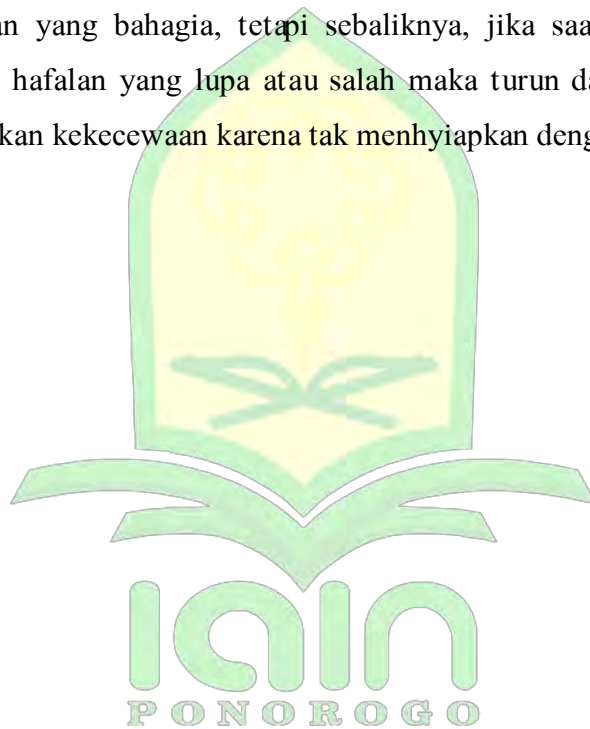 an yang bahagia, tetapi sebaliknya, jika saa
hafalan yang lupa atau salah maka turun da
kan kekecewaan karena tak menhyiapkan deng
IAIN
PONOROGO